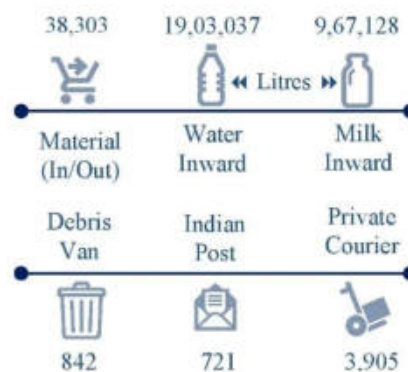 38,303 19,03,037 9,67,128
◄◄ Litres ►►
Material Water Milk
(In/Out) Inward Inward
Debris Indian Private
Van Post Courier
842 721 3,905